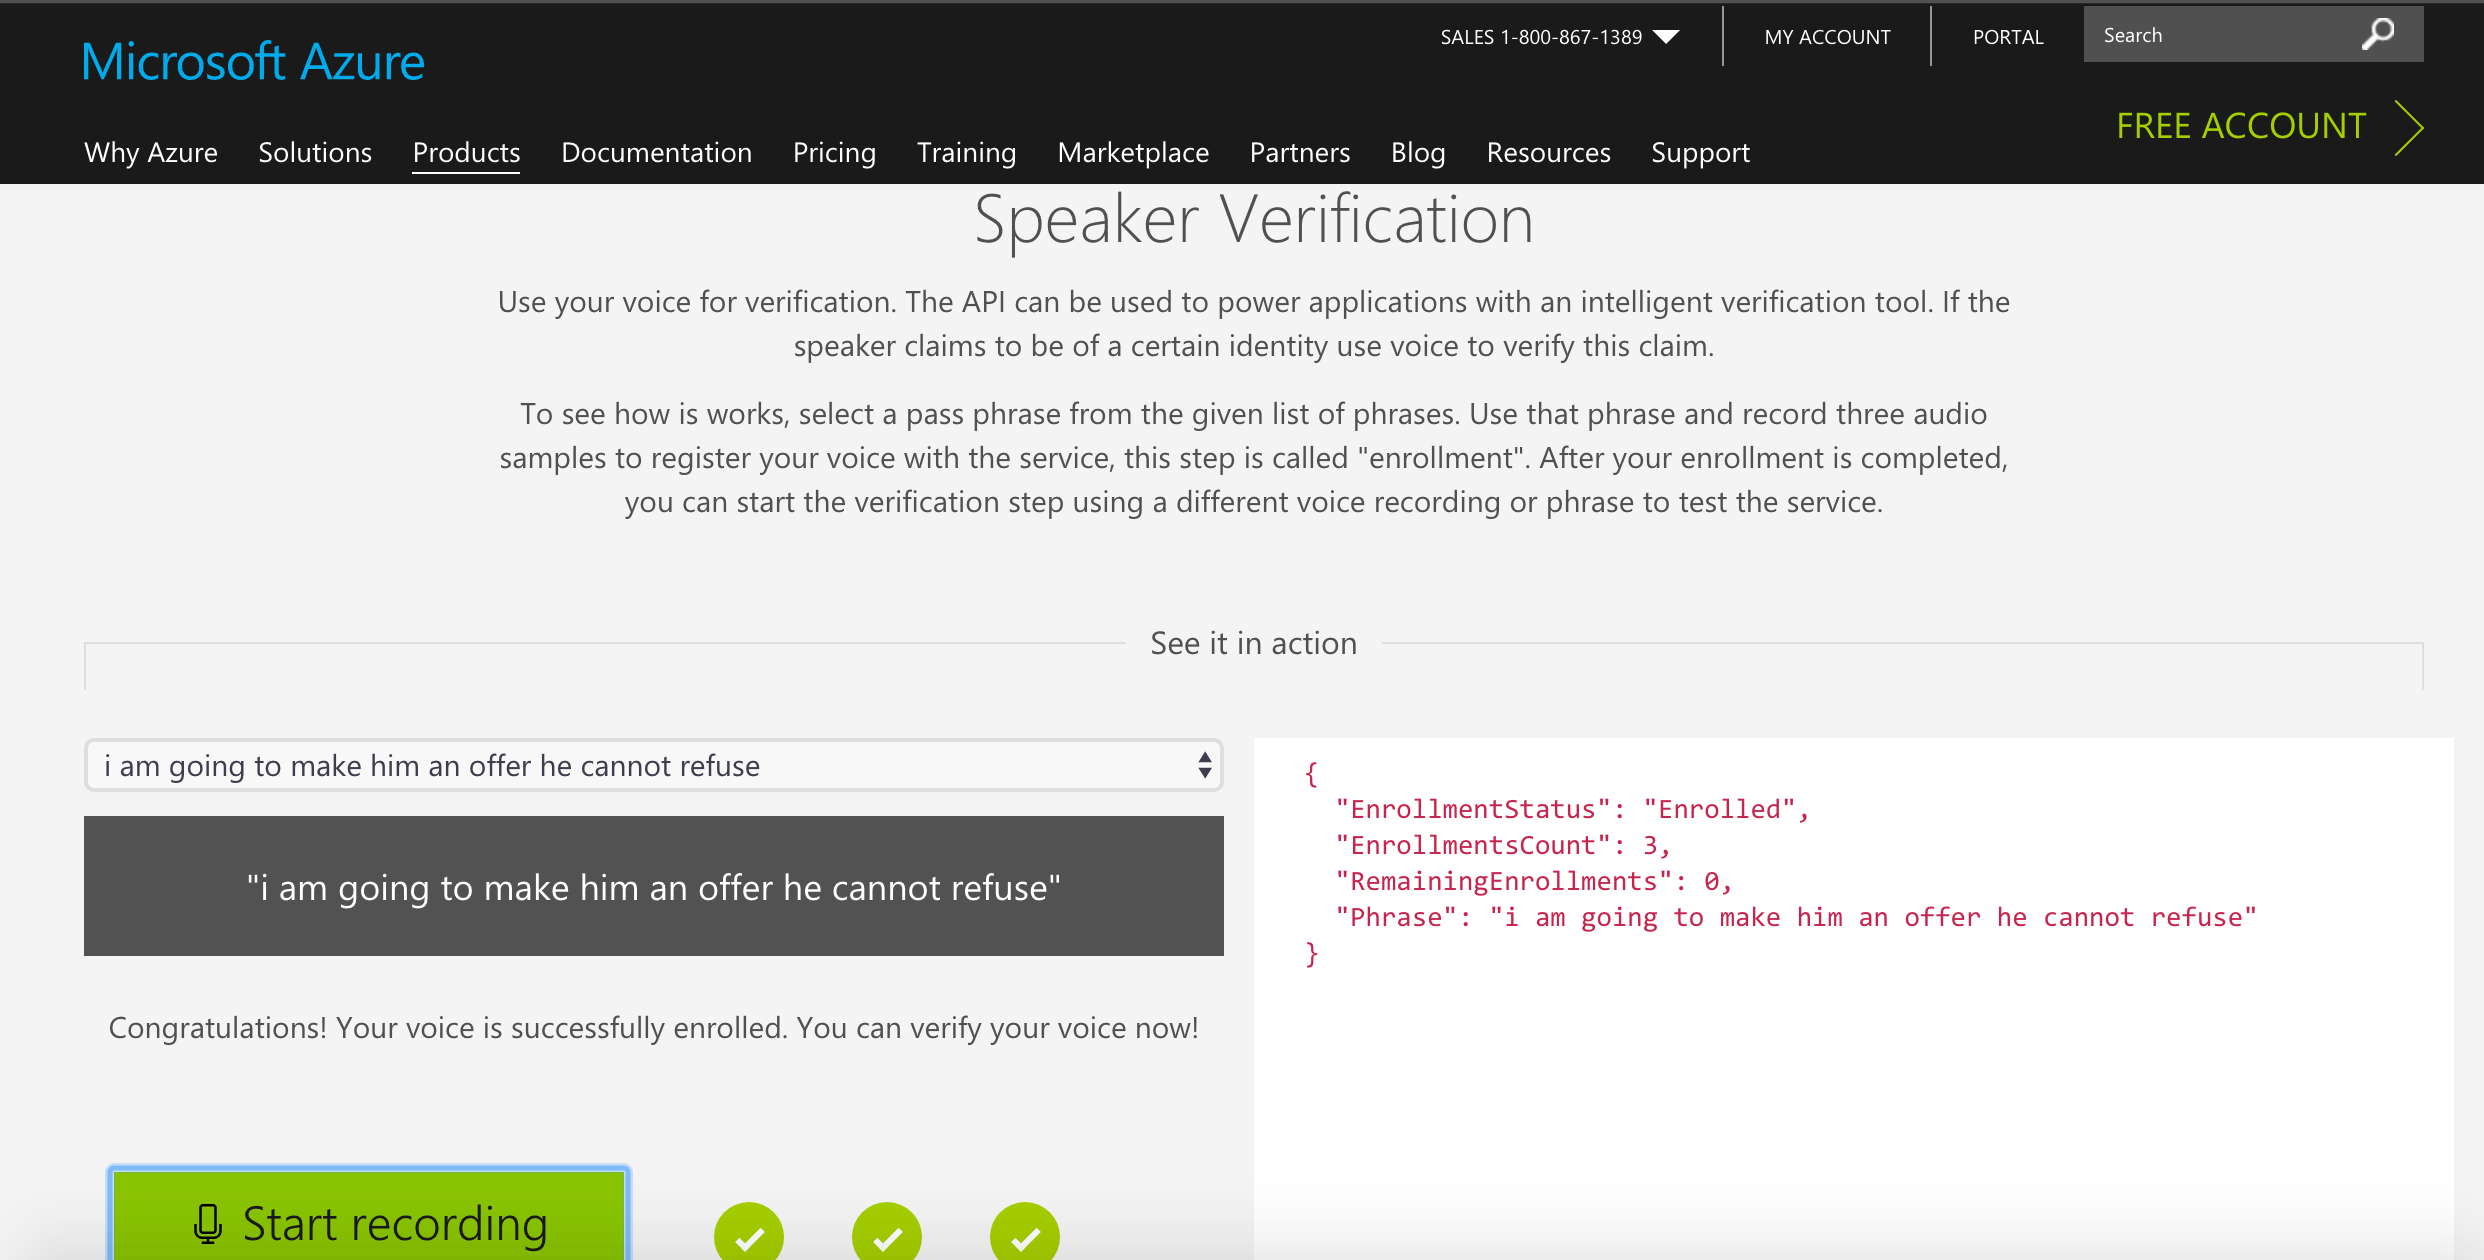 SALES 1-800-867-1389
MY ACCOUNT
PORTAL
Search
Microsoft Azure
FREE ACCOUNT
Why Azure Solutions Products Documentation Pricing Training Marketplace Partners Blog Resources Support
Speaker Verification
Use your voice for verification. The API can be used to power applications with an intelligent verification tool. If the
speaker claims to be of a certain identity use voice to verify this claim.
To see how is works, select a pass phrase from the given list of phrases. Use that phrase and record three audio
samples to register your voice with the service, this step is called "enrollment". After your enrollment is completed,
you can start the verification step using a different voice recording or phrase to test the service.
See it in action
i am going to make him an offer he cannot refuse
"i am going to make him an offer he cannot refuse"
Congratulations! Your voice is successfully enrolled. You can verify your voice now!
Start recording
{
"EnrollmentStatus": "Enrolled",
"EnrollmentsCount": 3,
"RemainingEnrollments": 0,
"Phrase": "i am going to make him an offer he cannot refuse"
}